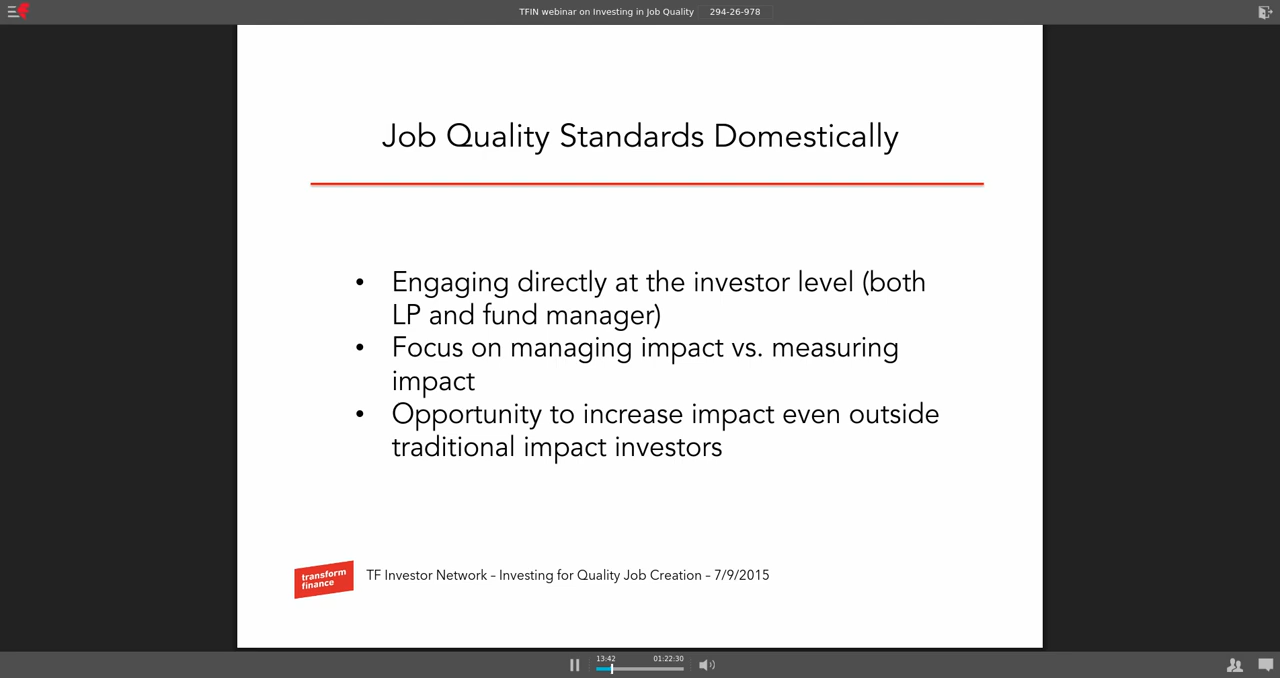 TFIN webinar on Investing in Job Quality 294-26-978
Job Quality Standards Domestically
• Engaging directly at the investor level (both
LP and fund manager)
• Focus on managing impact vs. measuring
impact
• Opportunity to increase impact even outside
traditional impact investors
transform
finance
TF Investor Network – Investing for Quality Job Creation – 7/9/2015
13:42 01:22:30